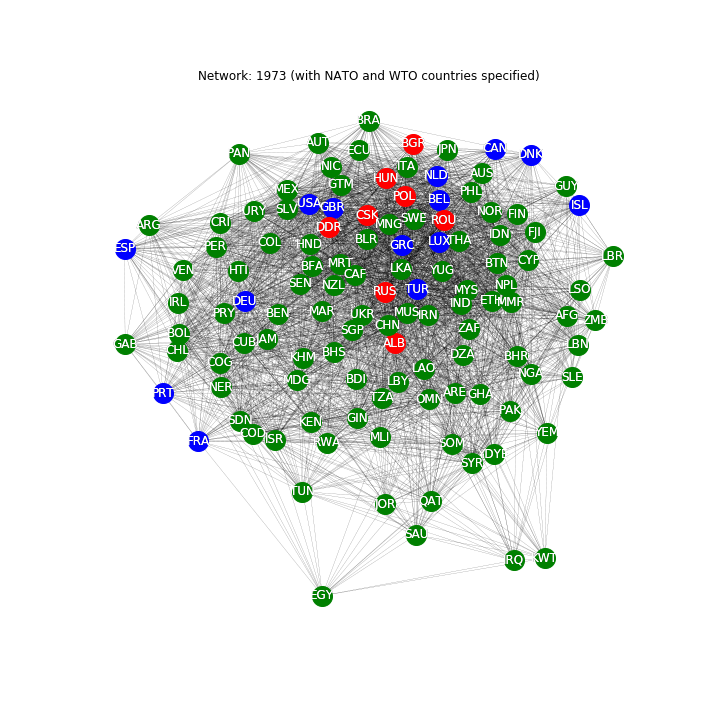 Network: 1973 (with NATO and WTO countries specified)
BRA
AUT
ECU
BGR
JPN
CAN
DNK
PAN
NIC
ITA
HUN
NLD
AUS
PHL
GUY
MEX
GTM
POL
BEL
ISL
USA
GBR
SLV
URY
CSK
SWE
ROU
NOR
FIN
ARG
CRI
DDR
MNG
IDN
FJI
ESP
PER
COL
HND
BLR
GRC
LUX
THA
LBR
VEN
HTI
BFA
MRT
CAF
LKA
YUG
BTN
CYP
SEN
NZL
RUS
TUR
MYS
NPL
LSO
IRL
DEU
IND
ETH
MMR
PRY
BEN
MAR
UKR
MUS
IRN
AFG
ZMB
BOL
SGP
CHN
ZAF
GAB
CHL
CUB
JAM
ALB
LBN
COG
KHM
BHS
DZA
BHR
NER
MDG
BDI
LBY
LAO
NGA
SLE
PRT
TZA
OMN
ARE
GHA
PAK
SDN
COD
KEN
GIN
FRA
ISR
RWA
MLI
SOM
YEM
SYR
YDYE
TUN
JOR
QAT
SAU
IRQ
KWT
EGY